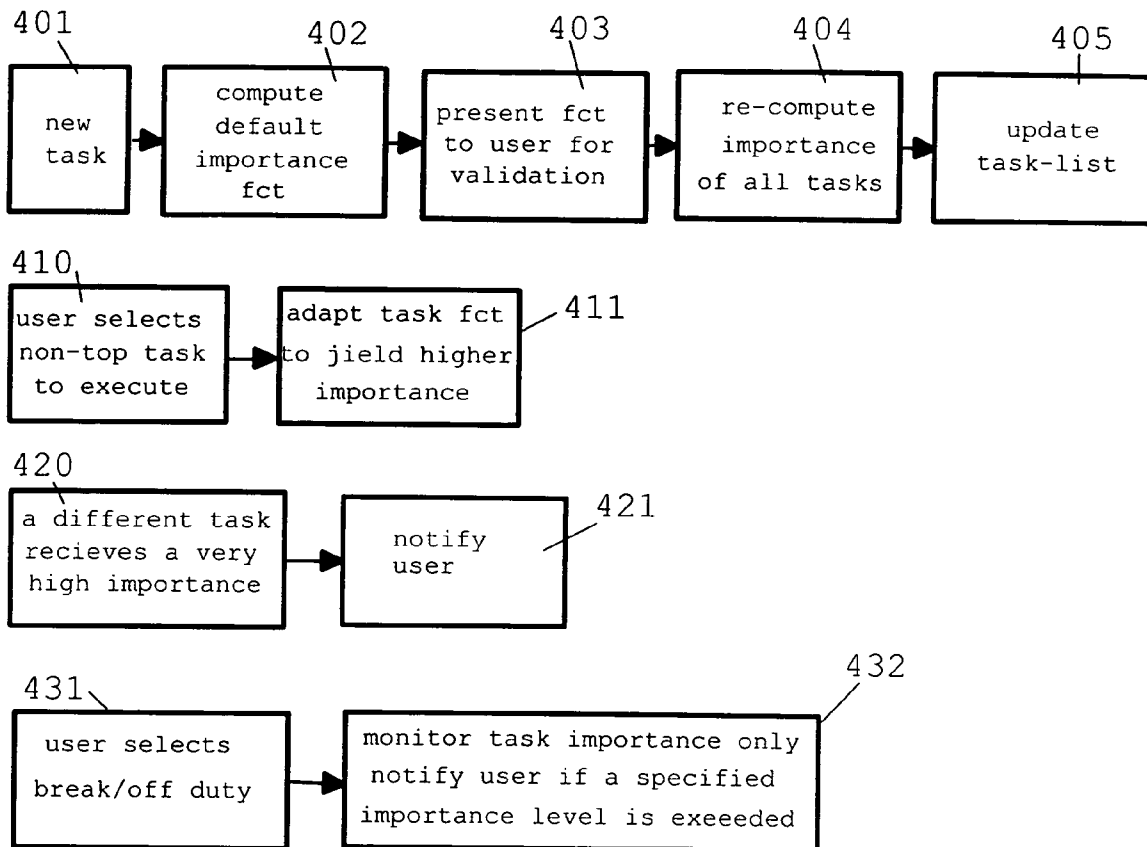 401
402
403
404
405
new
task
compute
default
importance
fct
present fct
to user for
validation
re-compute
importance
of all tasks
update
task-list
410
411
user selects
non-top task
to execute
adapt task fct
to jield higher
importance
420
421
a different task
recieves a very
high importance
notify
user
431
432
user selects
break/off duty
monitor task importance only
notify user if a specified
importance level is exeeeded